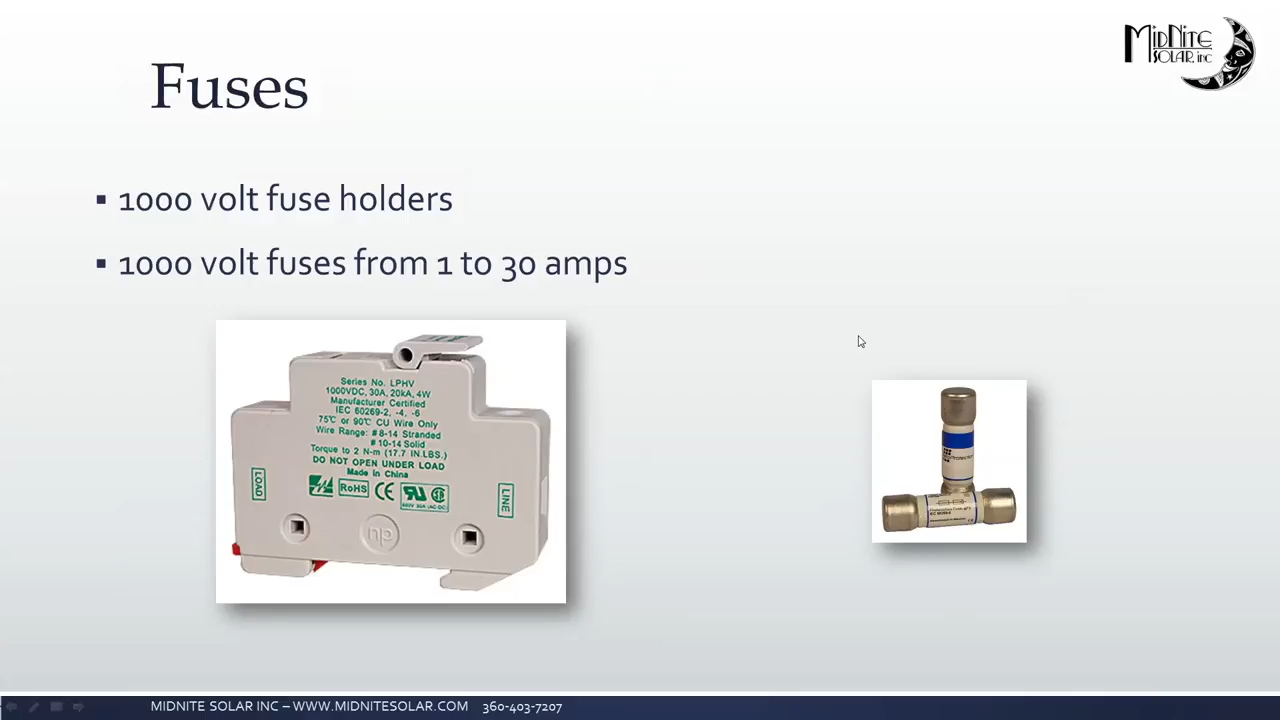 MIDNITE
SOLAR, INC
Fuses
▪ 1000 volt fuse holders
▪ 1000 volt fuses from 1 to 30 amps
Series No. LPHV
1000VDC, 30A, 20kA, 4W
Manufacturer Certified
IEC 60269-2, -4, -6
75°C or 90°C CU Wire Only
Wire Range: #8-14 Stranded
#10-14 Solid
Torque to 2 N-m (17.7 IN.LBS.)
DO NOT OPEN UNDER LOAD
Made in China
LOAD
RoHS
CE
LINE
np
MIDNITE SOLAR INC – WWW.MIDNITESOLAR.COM 360-403-7207